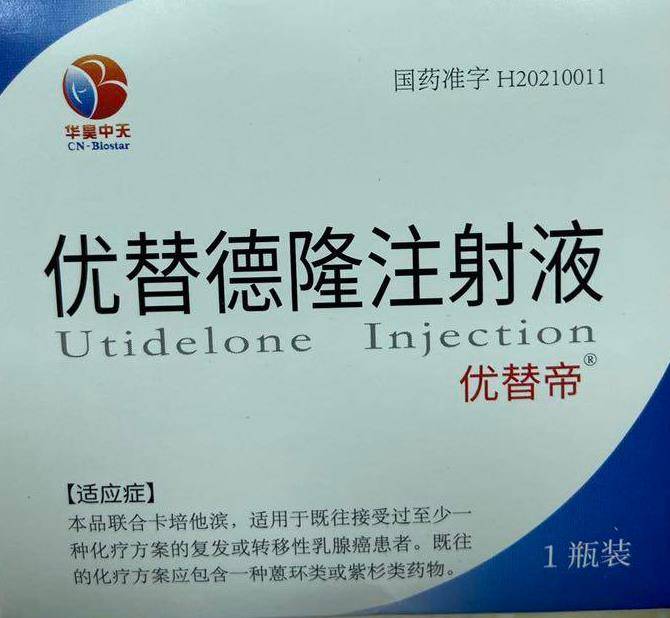 国药准字 H20210011
华昊中天
CN-Biostar
优替德隆注射液
Utidelone Injection
优替帝®
【适应症】
本品联合卡培他滨，适用于既往接受过至少一
种化疗方案的复发或转移性乳腺癌患者。既往
的化疗方案应包含一种蒽环类或紫杉类药物。
1 瓶装